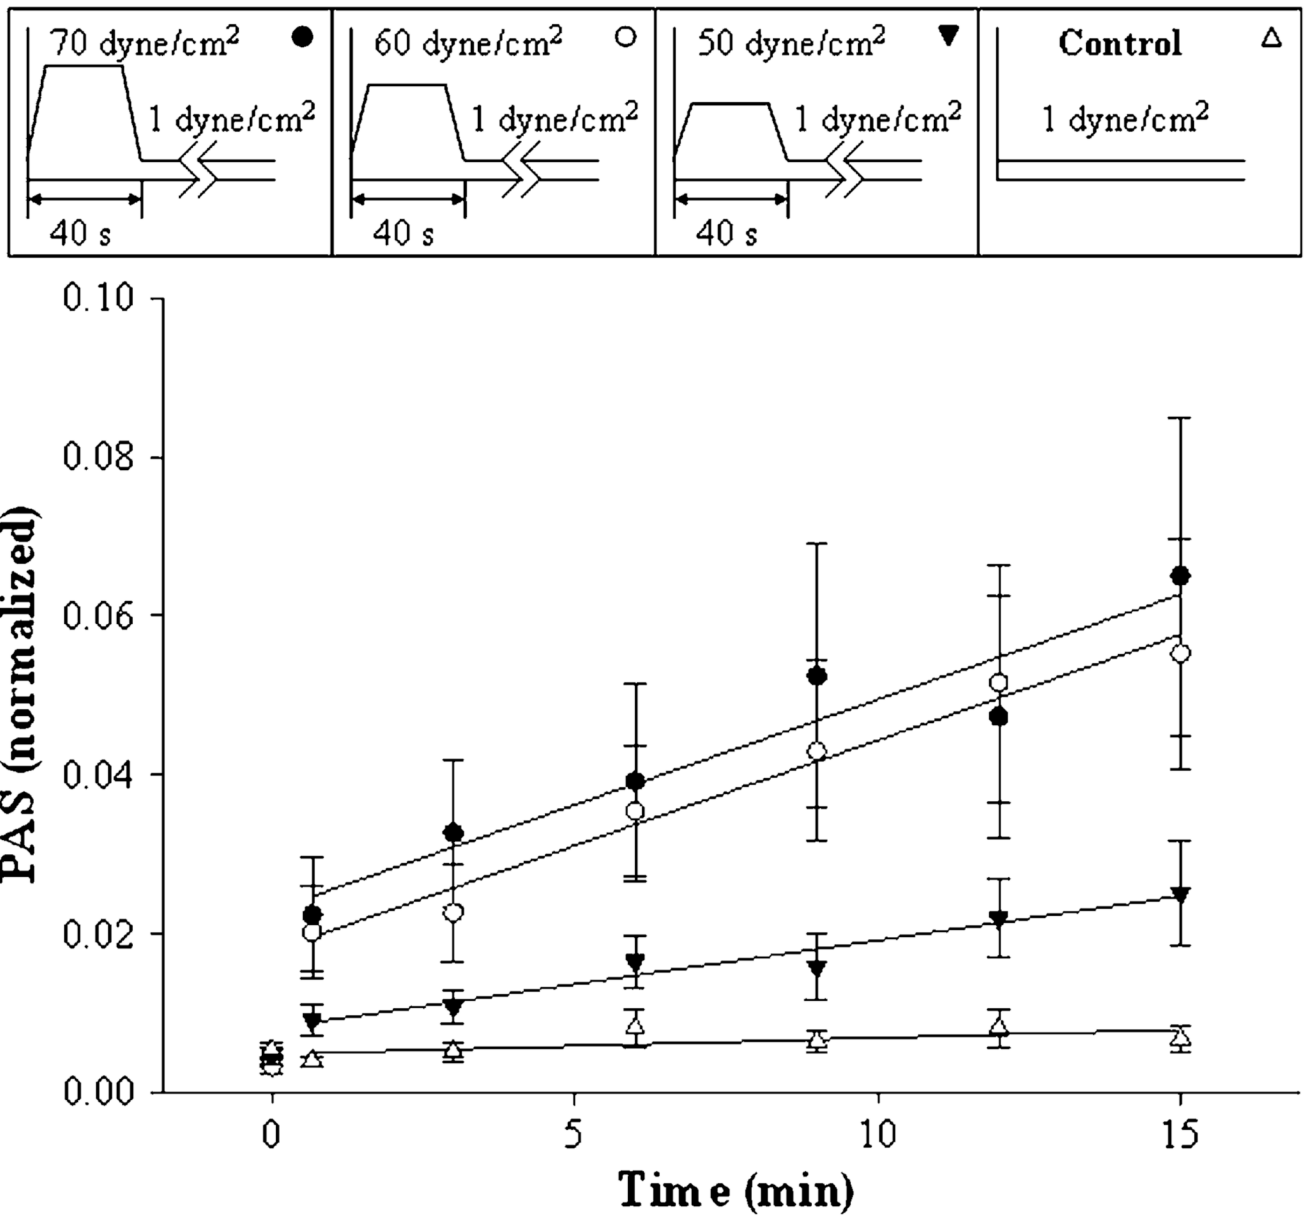 70 dyne/cm²
1 dyne/cm²
40 s
60 dyne/cm²
1 dyne/cm²
40 s
50 dyne/cm²
1 dyne/cm²
40 s
Control
1 dyne/cm²
PAS (normalized)
0.10
0.08
0.06
0.04
0.02
0.00
0 5 10 15
Time (min)